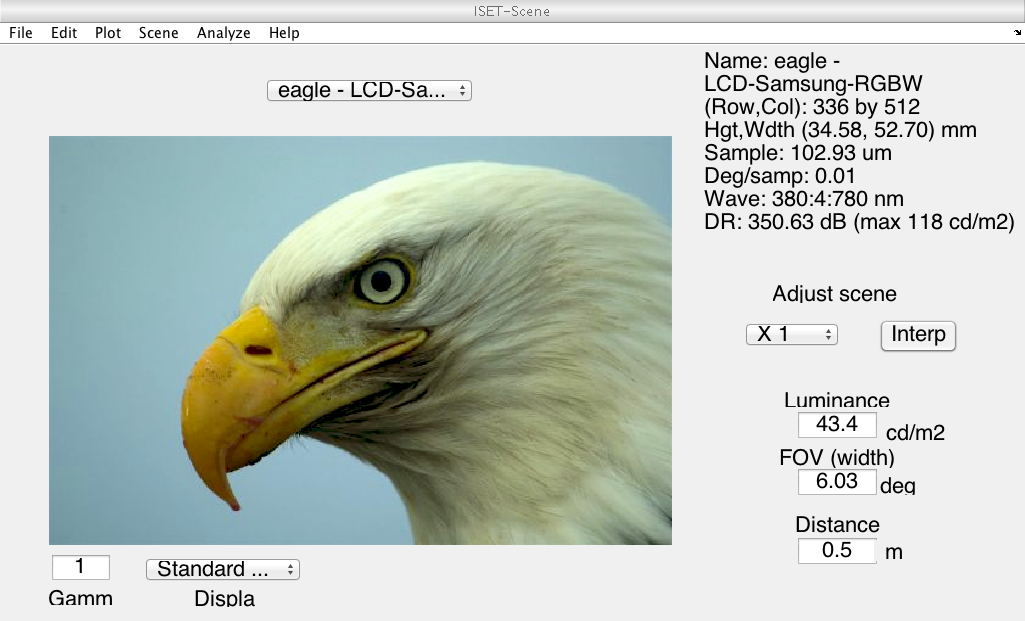 ISET-Scene
File Edit Plot Scene Analyze Help
eagle - LCD-Sa...
Name: eagle -
LCD-Samsung-RGBW
(Row,Col): 336 by 512
Hgt,Wdth (34.58, 52.70) mm
Sample: 102.93 um
Deg/samp: 0.01
Wave: 380:4:780 nm
DR: 350.63 dB (max 118 cd/m2)
Adjust scene
X 1 Interp
Luminance
43.4 cd/m2
FOV (width)
6.03 deg
Distance
0.5 m
1 Standard ...
Gamm Displa